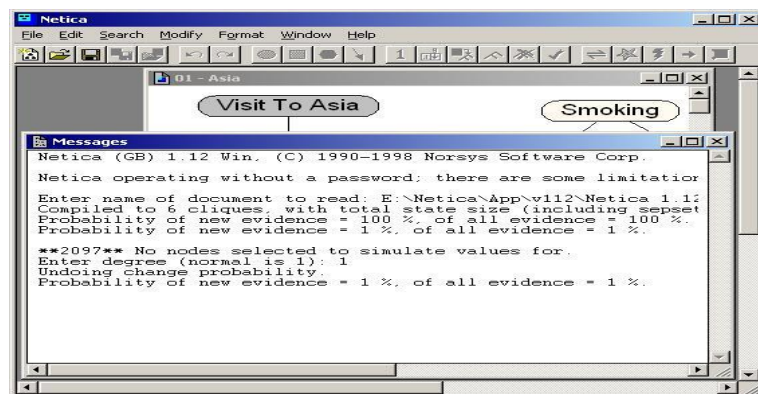 Netica
File Edit Search Modify Format Window Help
1
01 - Asia
Visit To Asia
Smoking
Messages
Netica (GB) 1.12 Win, (C) 1990-1998 Norsys Software Corp.
Netica operating without a password; there are some limitation
Enter name of document to read: E:\Netica\App\v112\Netica 1.12
Compiled to 6 cliques, with total state size (including sepset
Probability of new evidence = 100 %, of all evidence = 100 %.
Probability of new evidence = 1 %, of all evidence = 1 %.
**2097** No nodes selected to simulate values for.
Enter degree (normal is 1): 1
Undoing change probability.
Probability of new evidence = 1 %, of all evidence = 1 %.